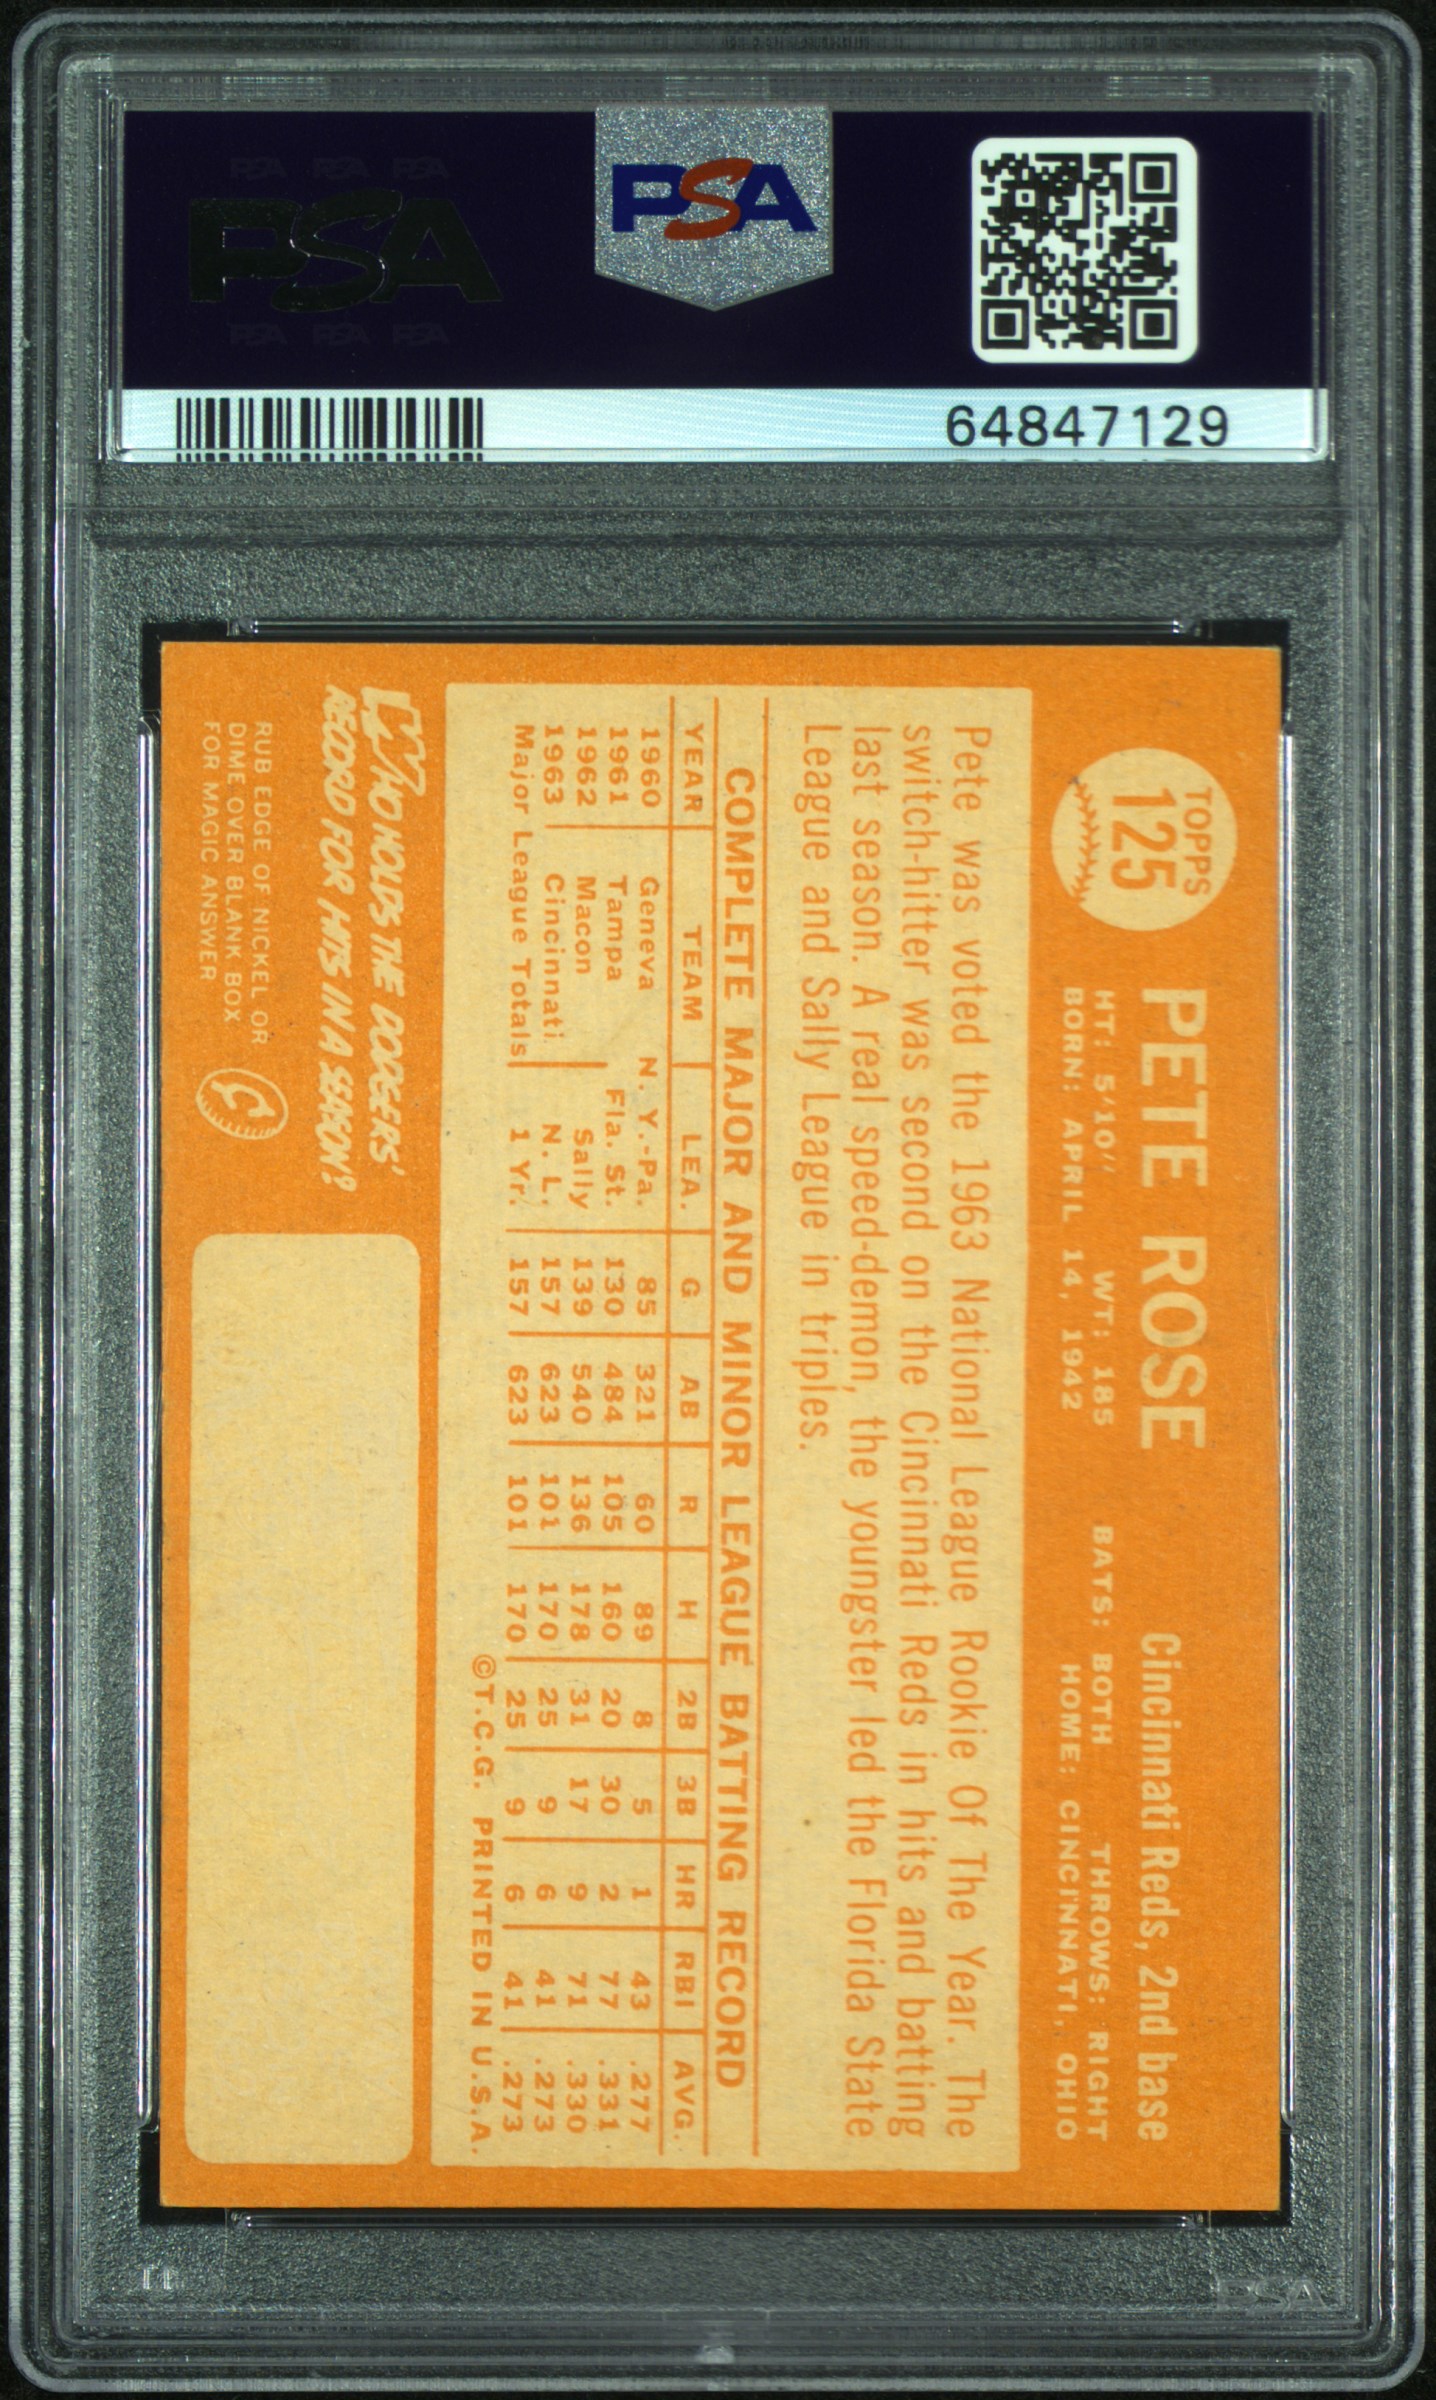 PSA PSA PSA
PSA
PSA PSA PSA
PSA
64847129
TOPPS
125
PETE ROSE
Cincinnati Reds, 2nd base
HT: 5'10" WT: 185 BATS: BOTH THROWS: RIGHT
BORN: APRIL 14, 1942 HOME: CINCINNATI, OHIO
Pete was voted the 1963 National League Rookie Of The Year. The
switch-hitter was second on the Cincinnati Reds in hits and batting
last season. A real speed-demon, the youngster led the Florida State
League and Sally League in triples.
COMPLETE MAJOR AND MINOR LEAGUE BATTING RECORD
YEAR TEAM LEA. G AB R H 2B 3B HR RBI AVG.
1960 Geneva N. Y.-Pa. 85 321 60 89 8 5 1 43 .277
1961 Tampa Fla. St. 130 484 105 160 20 30 2 77 .331
1962 Macon Sally 139 540 136 178 31 17 9 71 .330
1963 Cincinnati N. L. 157 623 101 170 25 9 6 41 .273
Major League Totals 1 Yr. 157 623 101 170 25 9 6 41 .273
©T.C.G. PRINTED IN U.S.A.
WHO HOLDS THE DODGERS'
RECORD FOR HITS IN A SEASON?
RUB EDGE OF NICKEL OR
DIME OVER BLANK BOX
FOR MAGIC ANSWER
PSA